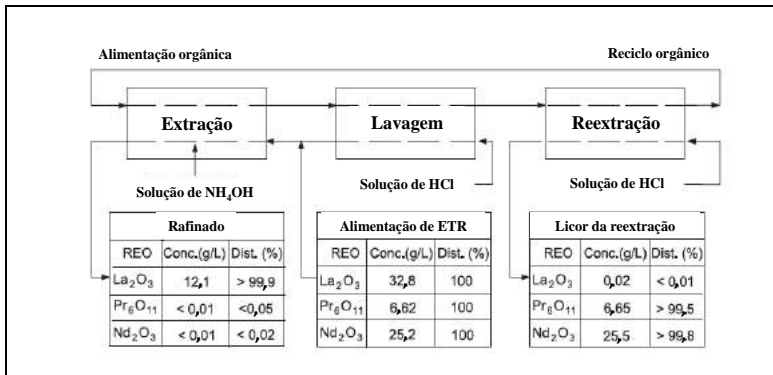 Alimentação orgânica Reciclo orgânico
Extração Lavagem Reextração
Solução de NH₄OH Solução de HCl Solução de HCl
Rafinado Alimentação de ETR Licor da reextração
REO Conc.(g/L) Dist. (%) REO Conc.(g/L) Dist. (%) REO Conc.(g/L) Dist. (%)
La₂O₃ 12,1 > 99,9 La₂O₃ 32,8 100 La₂O₃ 0,02 < 0,01
Pr₆O₁₁ < 0,01 <0,05 Pr₆O₁₁ 6,62 100 Pr₆O₁₁ 6,65 > 99,5
Nd₂O₃ < 0,01 < 0,02 Nd₂O₃ 25,2 100 Nd₂O₃ 25,5 > 99,8